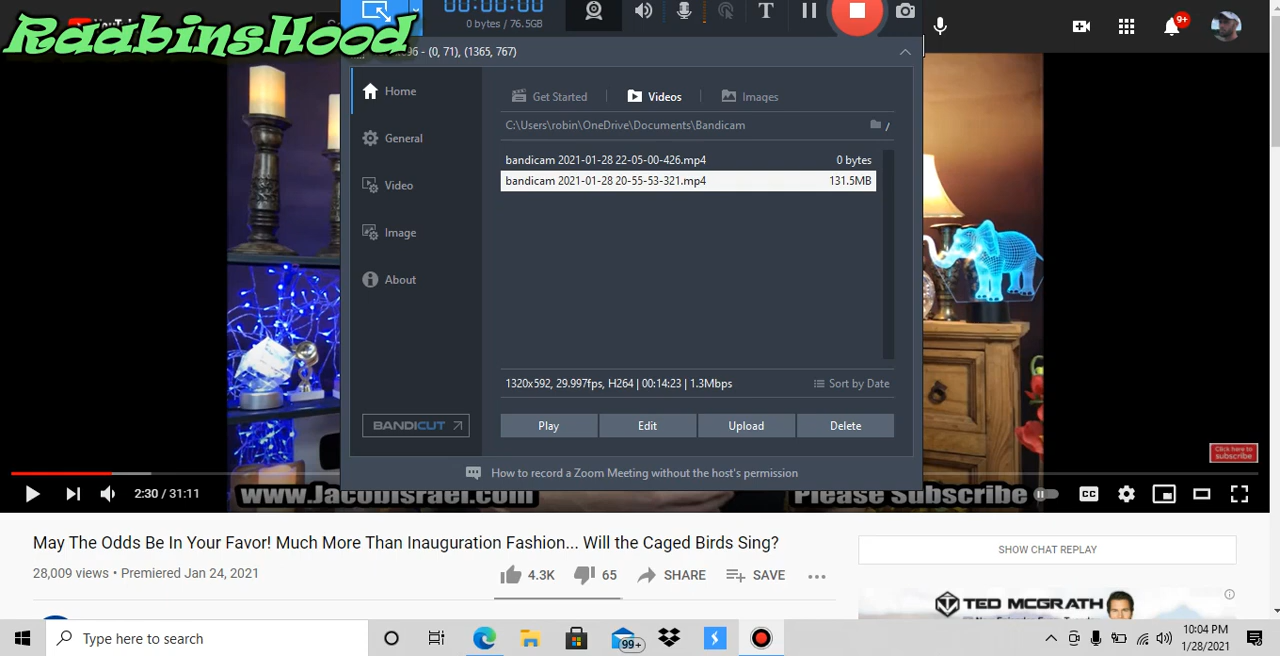 RaabinsHood
00:00:00
0 bytes / 76.5GB
T
9+
- (0, 71), (1365, 767)
Home
General
Video
Image
About
BANDICUT
Get Started
Videos
Images
C:\Users\robin\OneDrive\Documents\Bandicam
/
bandicam 2021-01-28 22-05-00-426.mp4 0 bytes
bandicam 2021-01-28 20-55-53-321.mp4 131.5MB
1320x592, 29.997fps, H264 | 00:14:23 | 1.3Mbps
Sort by Date
Play Edit Upload Delete
How to record a Zoom Meeting without the host's permission
Click here to
subscribe
2:30 / 31:11
www.JacobIsrael.com
Please Subscribe
CC
May The Odds Be In Your Favor! Much More Than Inauguration Fashion... Will the Caged Birds Sing?
28,009 views • Premiered Jan 24, 2021
4.3K 65 SHARE SAVE
SHOW CHAT REPLAY
TED MCGRATH
Type here to search
99+
10:04 PM
1/28/2021